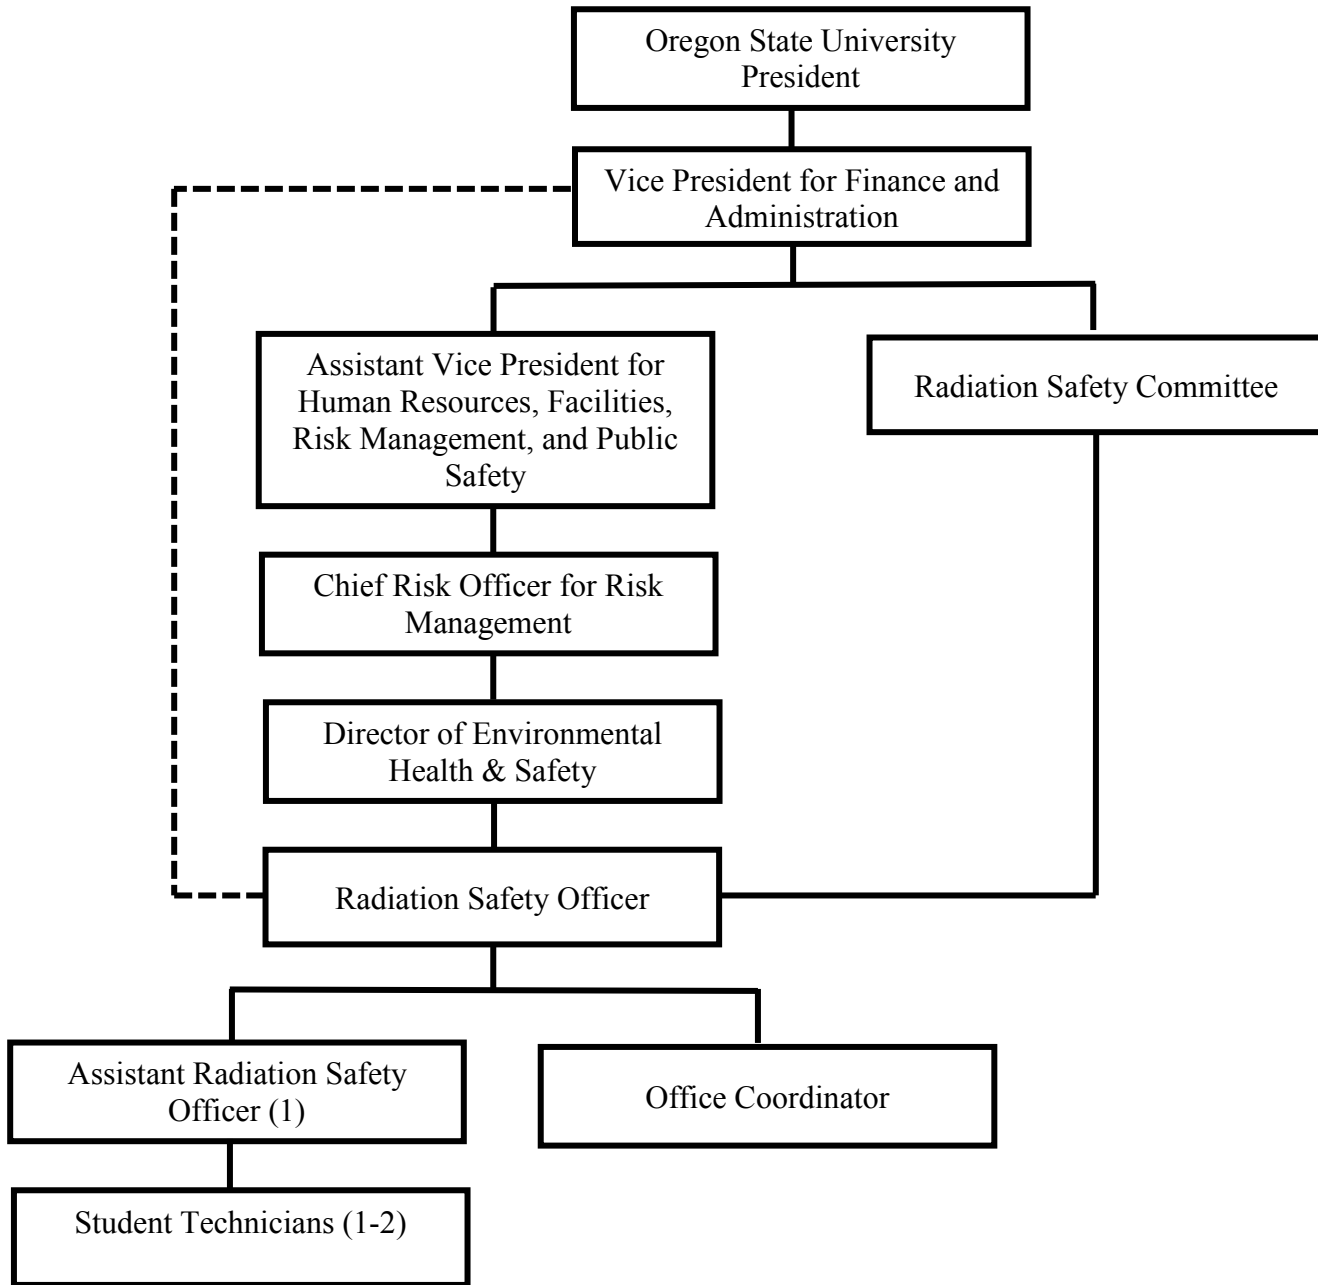 Oregon State University
President
Vice President for Finance and
Administration
Assistant Vice President for
Human Resources, Facilities,
Risk Management, and Public
Safety
Radiation Safety Committee
Chief Risk Officer for Risk
Management
Director of Environmental
Health & Safety
Radiation Safety Officer
Assistant Radiation Safety
Officer (1)
Office Coordinator
Student Technicians (1-2)